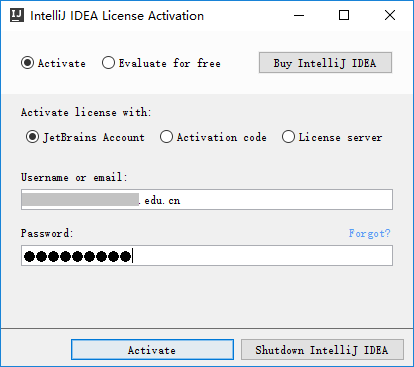 IntelliJ IDEA License Activation
Activate Evaluate for free Buy IntelliJ IDEA
Activate license with:
JetBrains Account Activation code License server
Username or email:
.edu.cn
Password: Forgot?
Activate Shutdown IntelliJ IDEA